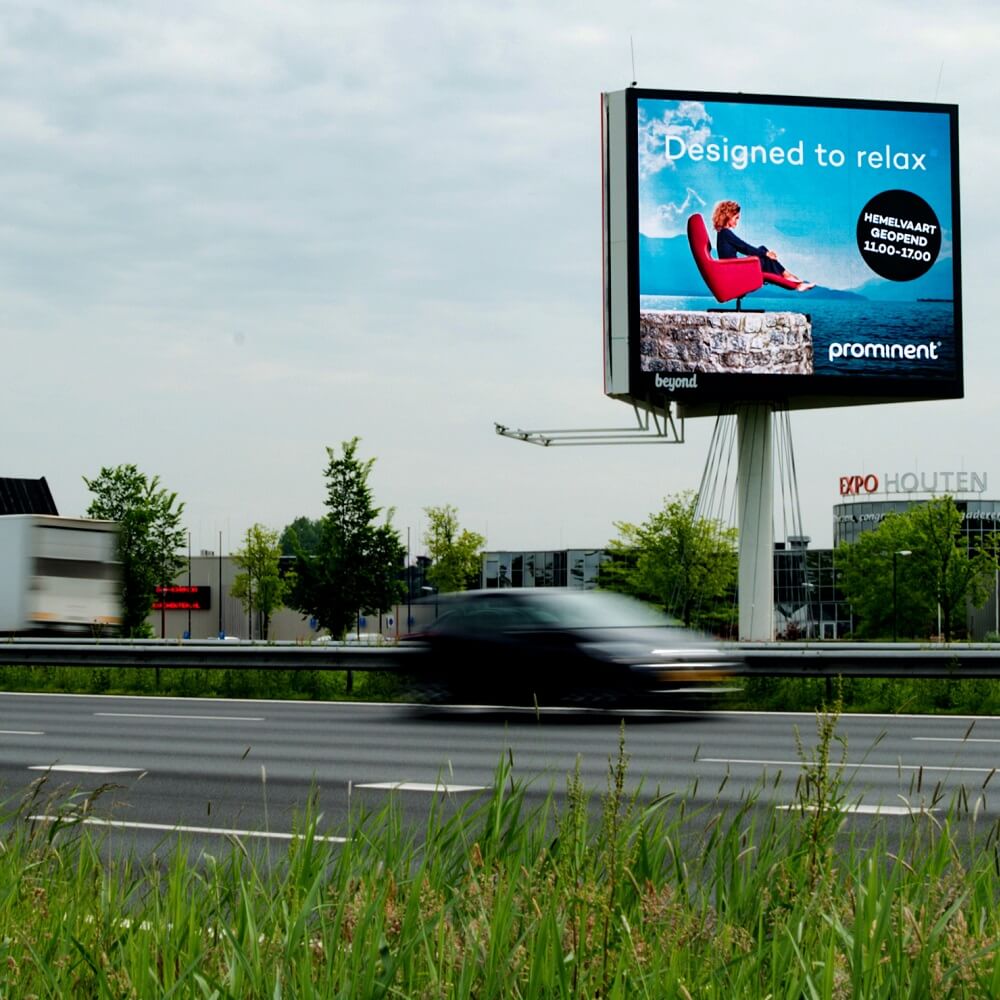 Designed to relax
HEMELVAART
GEOPEND
11.00-17.00
prominent
beyond
EXPO HOUTEN